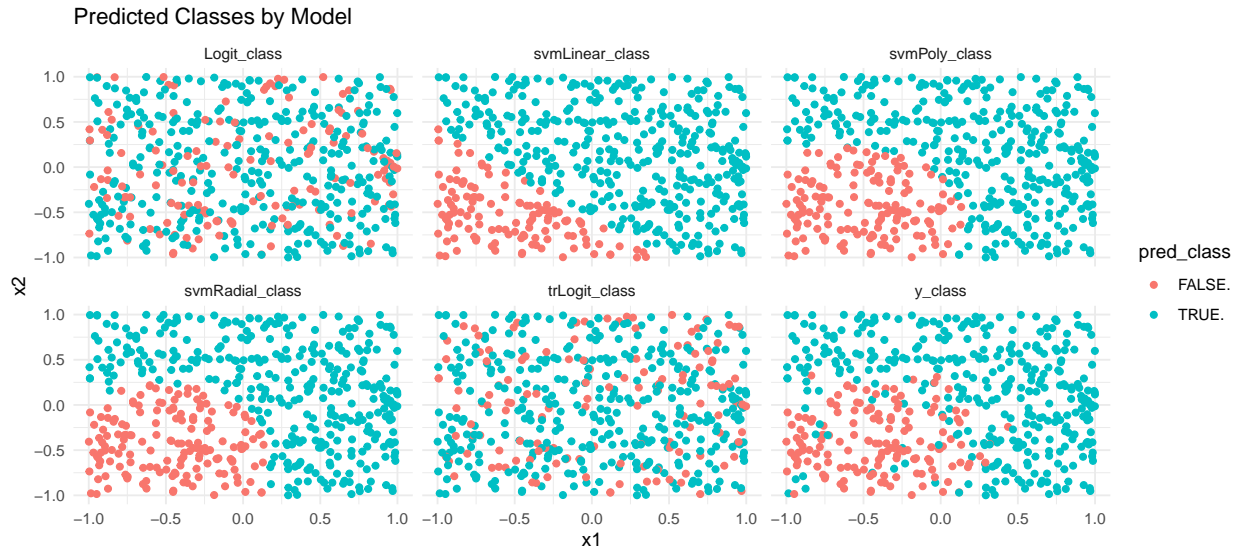 Predicted Classes by Model
Logit_class svmLinear_class svmPoly_class
1.0
0.5
0.0
−0.5
−1.0
svmRadial_class trLogit_class y_class
1.0
0.5
0.0
−0.5
−1.0
−1.0 −0.5 0.0 0.5 1.0 −1.0 −0.5 0.0 0.5 1.0 −1.0 −0.5 0.0 0.5 1.0
x1
x2
pred_class
FALSE.
TRUE.